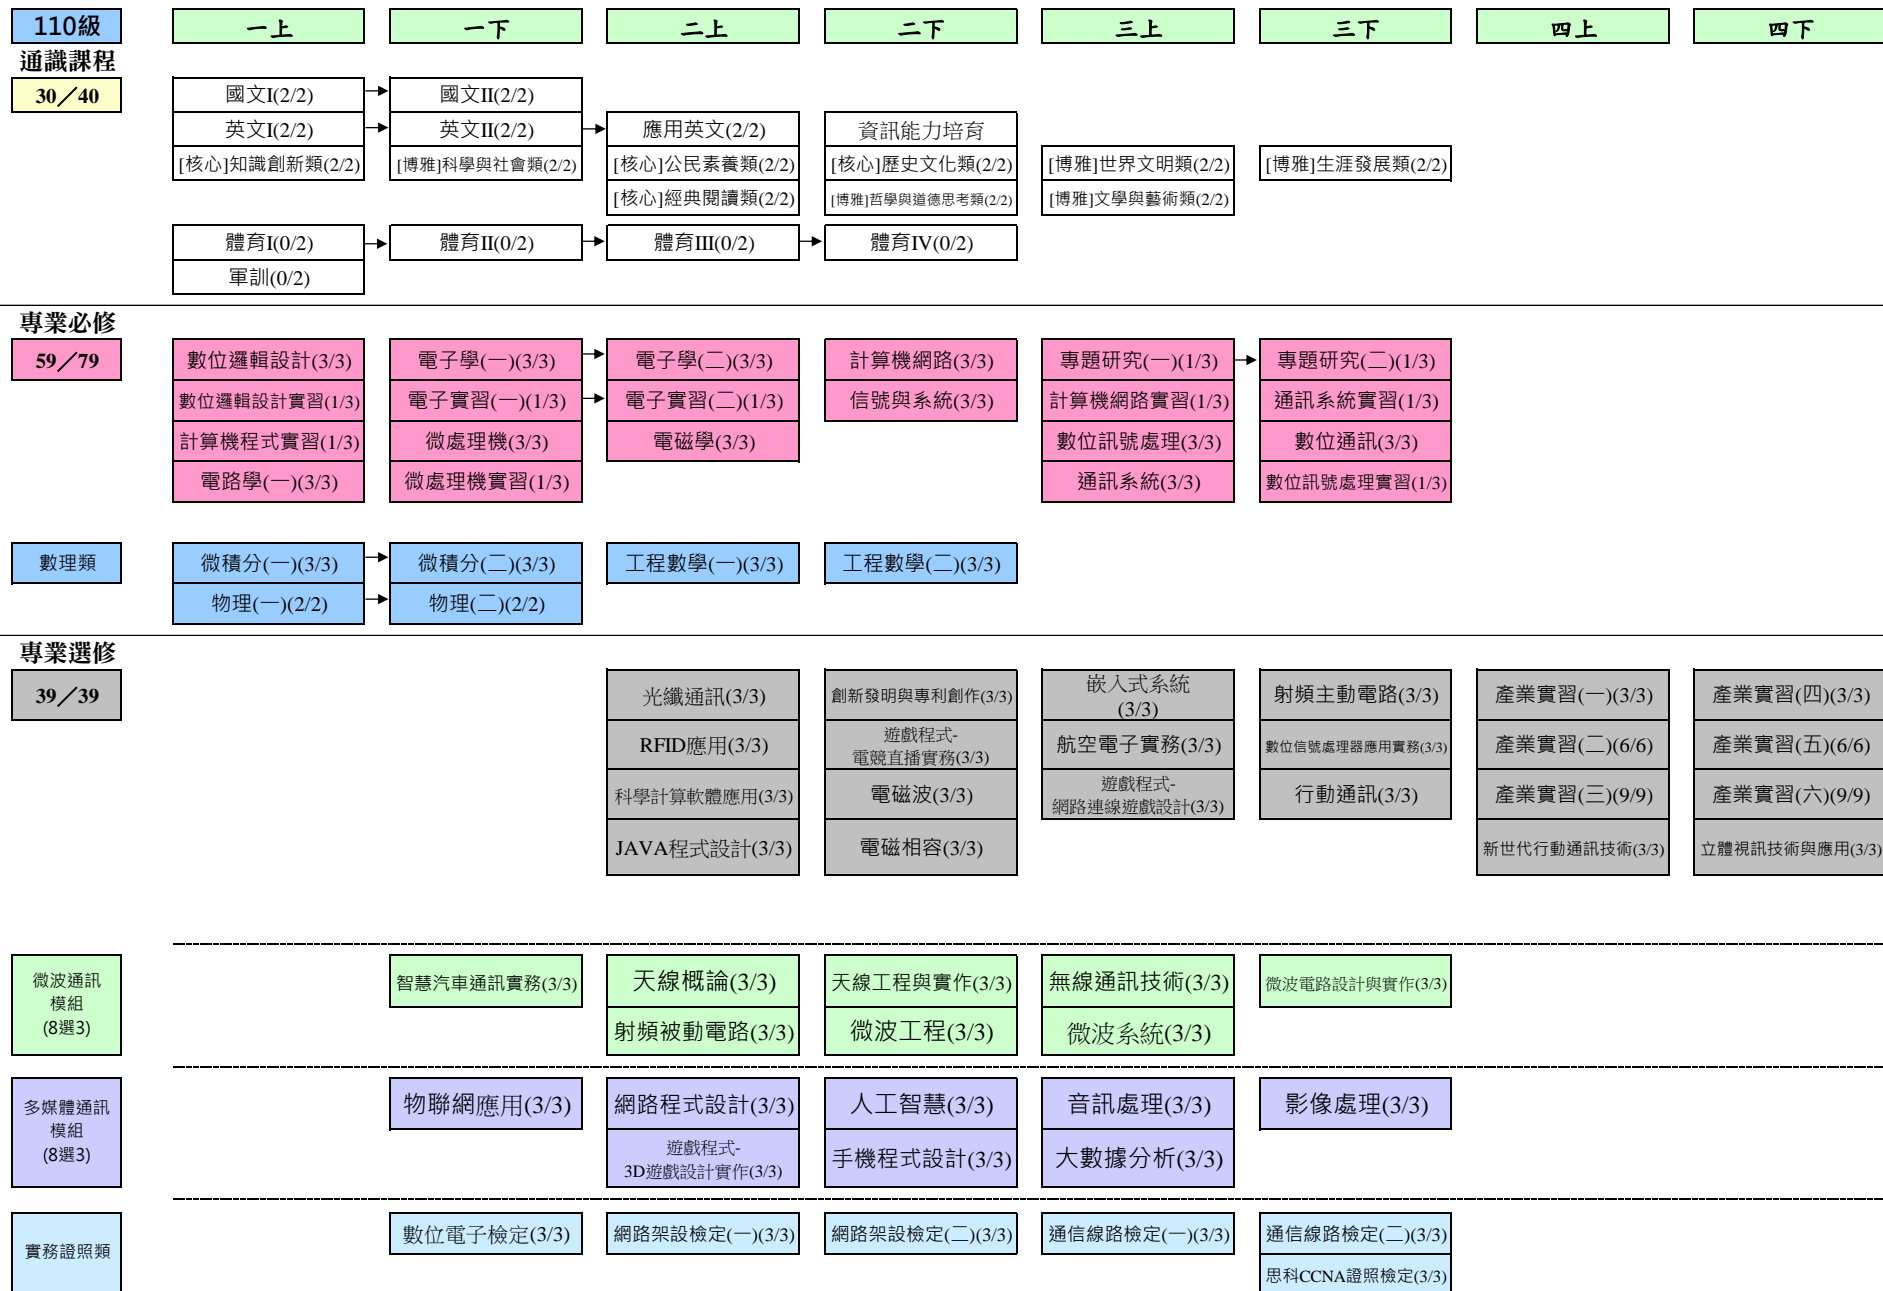 110級 一上 一下 二上 二下 三上 三下 四上 四下
通識課程
30／40
國文I(2/2) 國文II(2/2)
英文I(2/2) 英文II(2/2) 應用英文(2/2) 資訊能力培育
[核心]知識創新類(2/2) [博雅]科學與社會類(2/2) [核心]公民素養類(2/2) [核心]歷史文化類(2/2) [博雅]世界文明類(2/2) [博雅]生涯發展類(2/2)
[核心]經典閱讀類(2/2) [博雅]哲學與道德思考類(2/2) [博雅]文學與藝術類(2/2)
體育I(0/2) 體育II(0/2) 體育III(0/2) 體育IV(0/2)
軍訓(0/2)
專業必修
59／79
數位邏輯設計(3/3) 電子學(一)(3/3) 電子學(二)(3/3) 計算機網路(3/3) 專題研究(一)(1/3) 專題研究(二)(1/3)
數位邏輯設計實習(1/3) 電子實習(一)(1/3) 電子實習(二)(1/3) 信號與系統(3/3) 計算機網路實習(1/3) 通訊系統實習(1/3)
計算機程式實習(1/3) 微處理機(3/3) 電磁學(3/3) 數位訊號處理(3/3) 數位通訊(3/3)
電路學(一)(3/3) 微處理機實習(1/3) 通訊系統(3/3) 數位訊號處理實習(1/3)
數理類 微積分(一)(3/3) 微積分(二)(3/3) 工程數學(一)(3/3) 工程數學(二)(3/3)
物理(一)(2/2) 物理(二)(2/2)
專業選修
39／39
光纖通訊(3/3) 創新發明與專利創作(3/3) 嵌入式系統
(3/3) 射頻主動電路(3/3) 產業實習(一)(3/3) 產業實習(四)(3/3)
RFID應用(3/3) 遊戲程式-
電競直播實務(3/3) 航空電子實務(3/3) 數位信號處理器應用實務(3/3) 產業實習(二)(6/6) 產業實習(五)(6/6)
科學計算軟體應用(3/3) 電磁波(3/3) 遊戲程式-
網路連線遊戲設計(3/3) 行動通訊(3/3) 產業實習(三)(9/9) 產業實習(六)(9/9)
JAVA程式設計(3/3) 電磁相容(3/3) 新世代行動通訊技術(3/3) 立體視訊技術與應用(3/3)
微波通訊
模組
(8選3)
智慧汽車通訊實務(3/3) 天線概論(3/3) 天線工程與實作(3/3) 無線通訊技術(3/3) 微波電路設計與實作(3/3)
射頻被動電路(3/3) 微波工程(3/3) 微波系統(3/3)
多媒體通訊
模組
(8選3)
物聯網應用(3/3) 網路程式設計(3/3) 人工智慧(3/3) 音訊處理(3/3) 影像處理(3/3)
遊戲程式-
3D遊戲設計實作(3/3) 手機程式設計(3/3) 大數據分析(3/3)
實務證照類
數位電子檢定(3/3) 網路架設檢定(一)(3/3) 網路架設檢定(二)(3/3) 通信線路檢定(一)(3/3) 通信線路檢定(二)(3/3)
思科CCNA證照檢定(3/3)